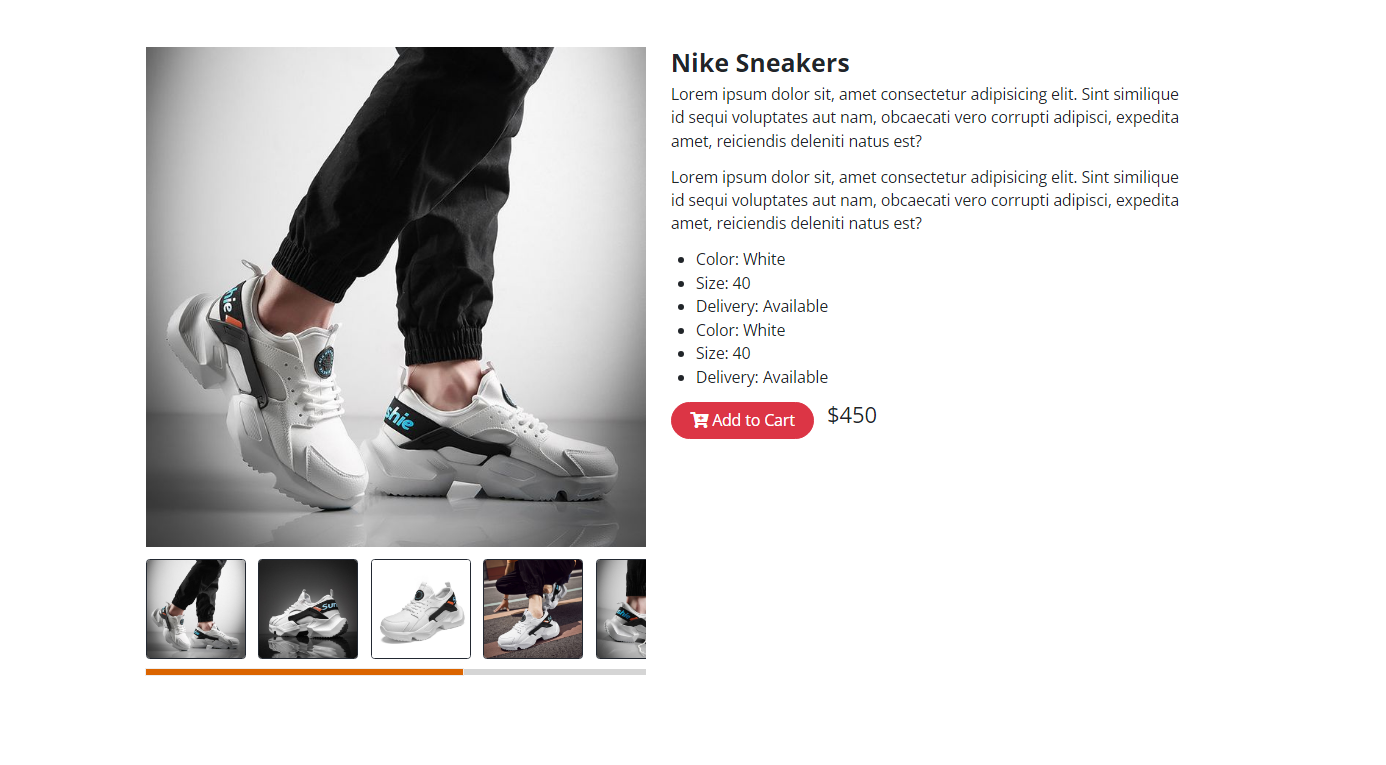 Nike Sneakers
Lorem ipsum dolor sit, amet consectetur adipisicing elit. Sint similique
id sequi voluptates aut nam, obcaecati vero corrupti adipisci, expedita
amet, reiciendis deleniti natus est?
Lorem ipsum dolor sit, amet consectetur adipisicing elit. Sint similique
id sequi voluptates aut nam, obcaecati vero corrupti adipisci, expedita
amet, reiciendis deleniti natus est?
Color: White
Size: 40
Delivery: Available
Color: White
Size: 40
Delivery: Available
Add to Cart
$450
hie
shie
Sur